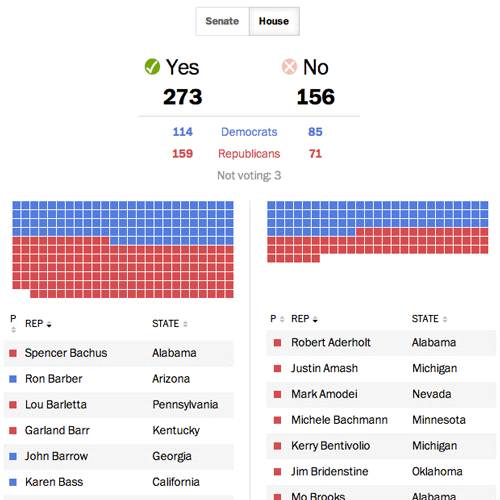 Senate House
Yes No
273 156
114 Democrats 85
159 Republicans 71
Not voting: 3
P REP STATE
Spencer Bachus Alabama
Ron Barber Arizona
Lou Barletta Pennsylvania
Garland Barr Kentucky
John Barrow Georgia
Karen Bass California
P REP STATE
Robert Aderholt Alabama
Justin Amash Michigan
Mark Amodei Nevada
Michele Bachmann Minnesota
Kerry Bentivolio Michigan
Jim Bridenstine Oklahoma
Mo Brooks Alabama